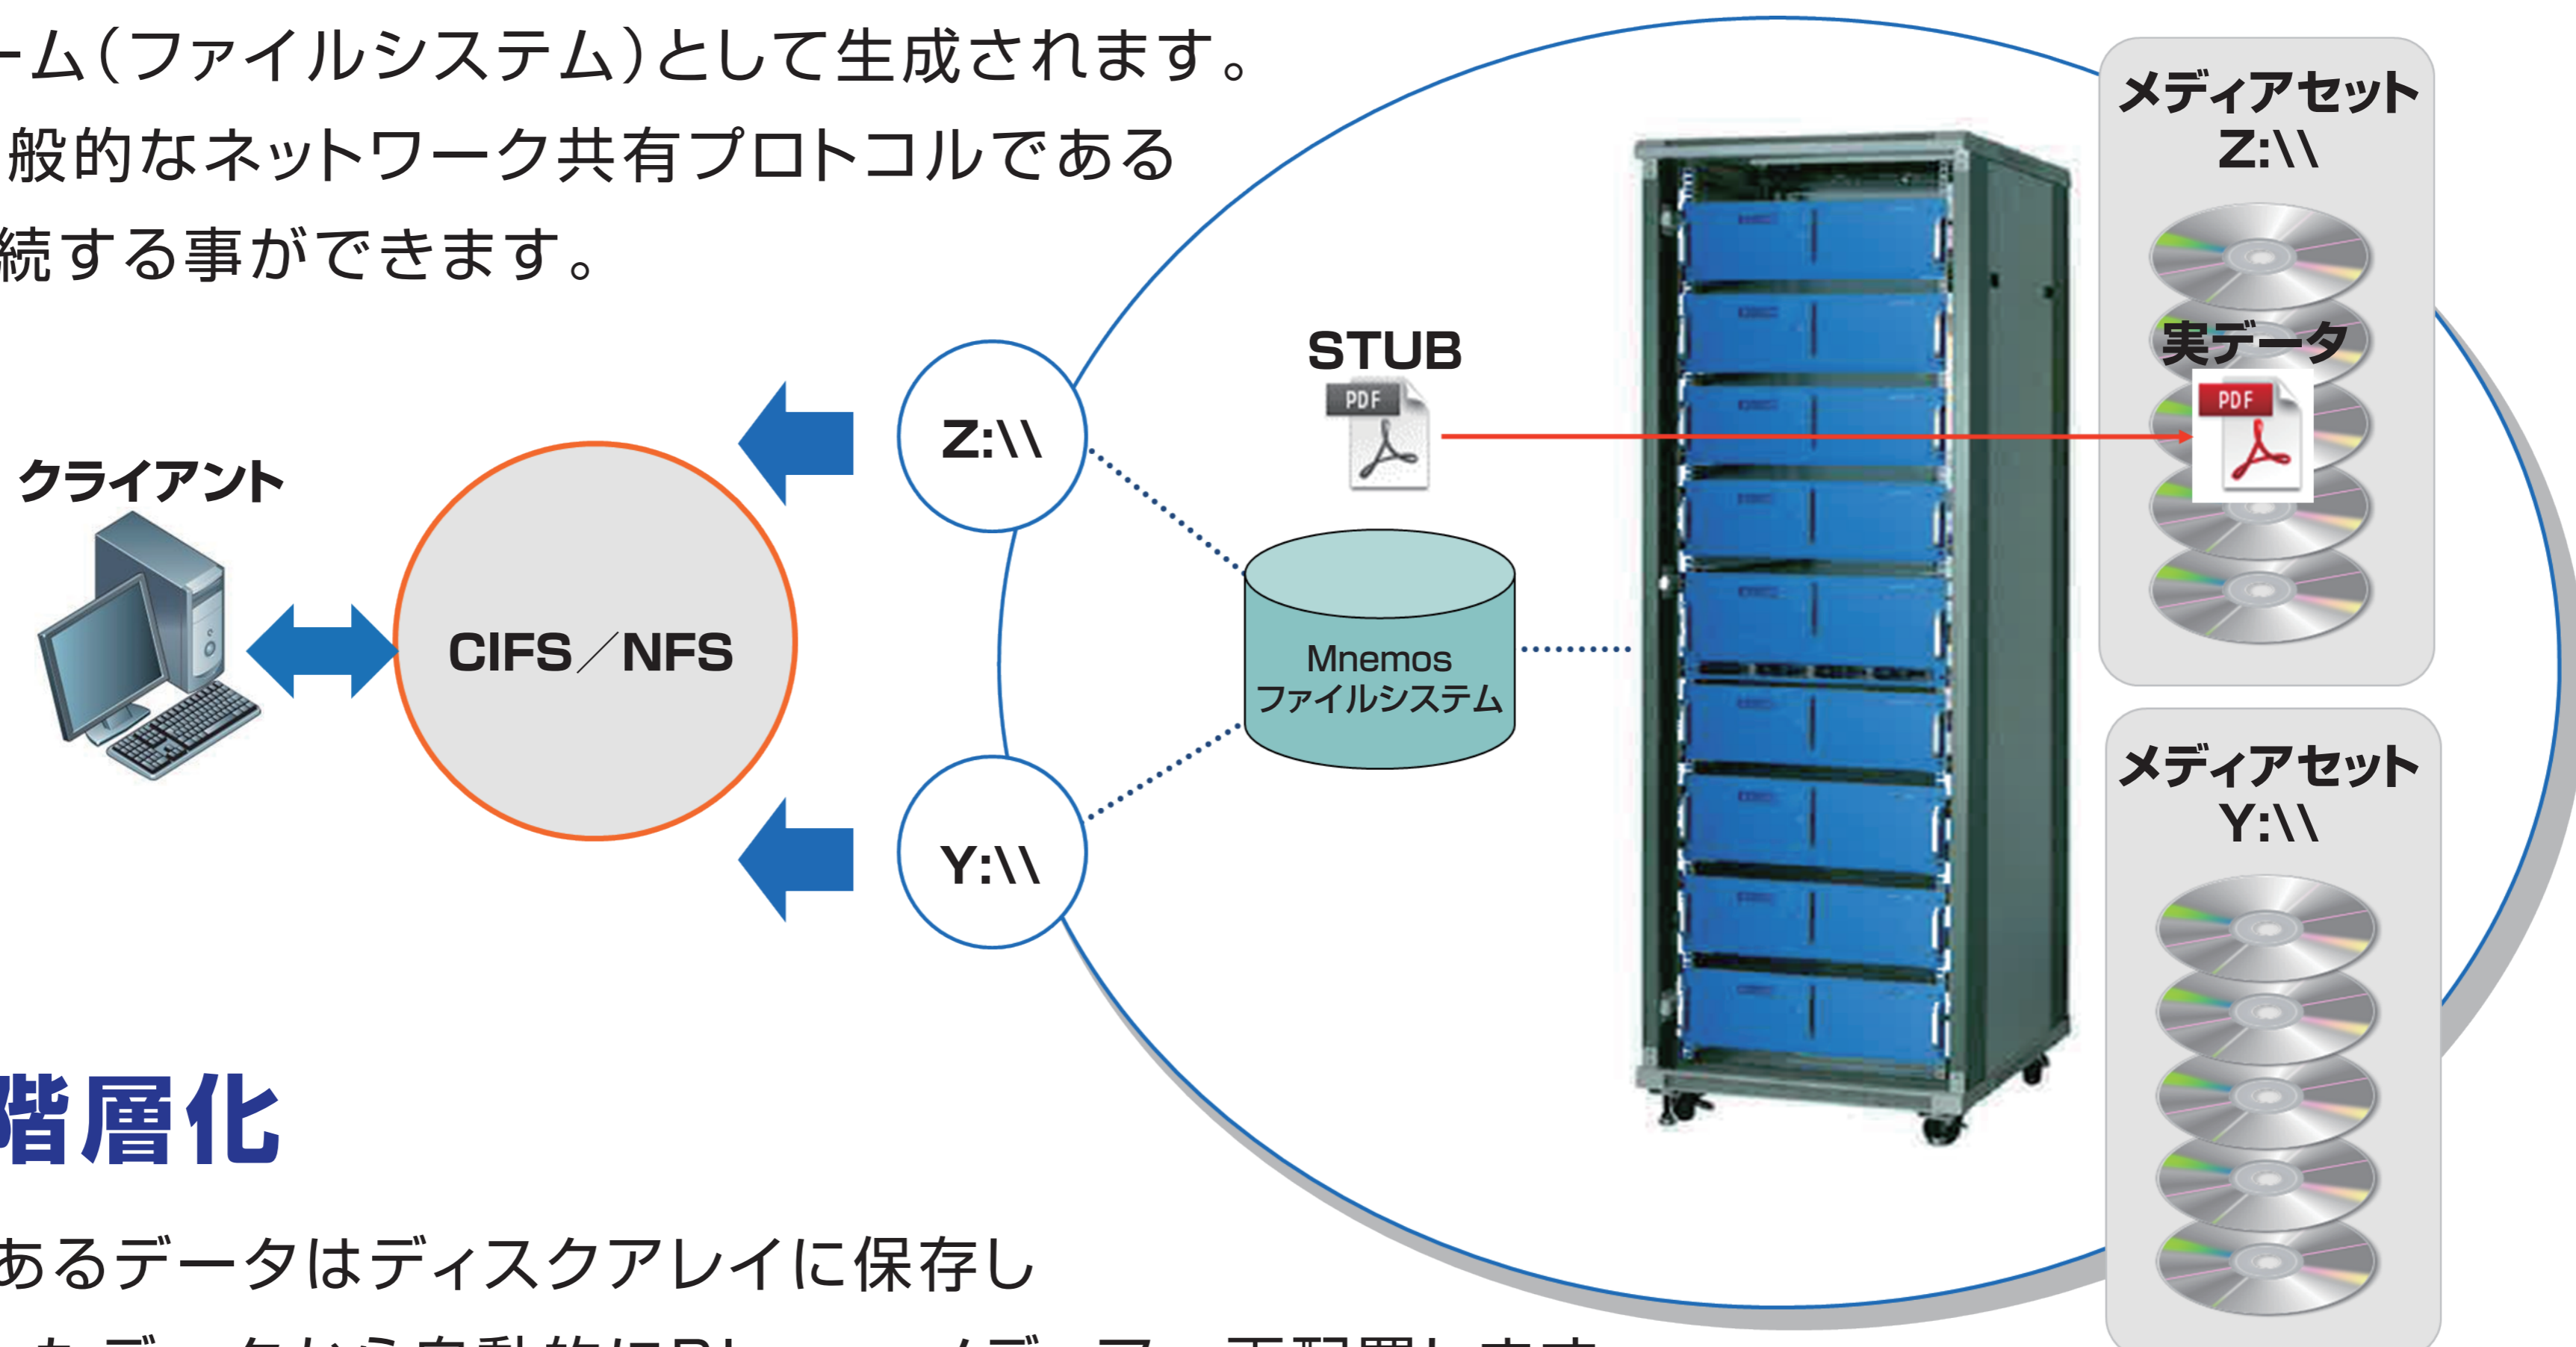 ーム（ファイルシステム）として生成されます。
般的なネットワーク共有プロトコルである
続する事ができます。
メディアセット
Z:\\
STUB
PDF
実データ
PDF
クライアント
Z:\\
CIFS／NFS
Mnemos
ファイルシステム
メディアセット
Y:\\
Y:\\
階層化
あるデータはディスクアレイに保存し